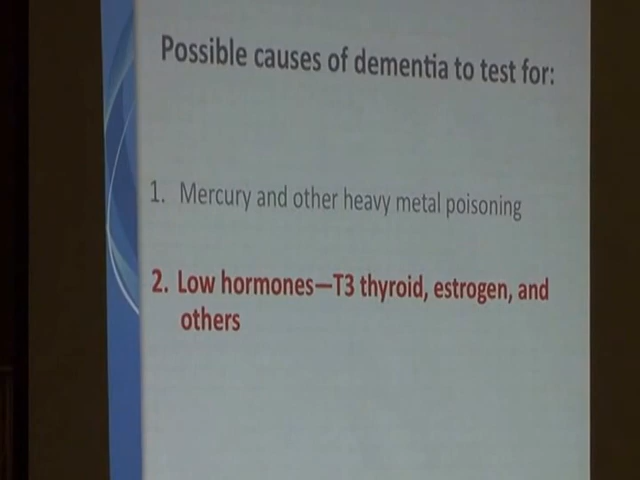 Possible causes of dementia to test for:
1. Mercury and other heavy metal poisoning
2. Low hormones—T3 thyroid, estrogen, and
others